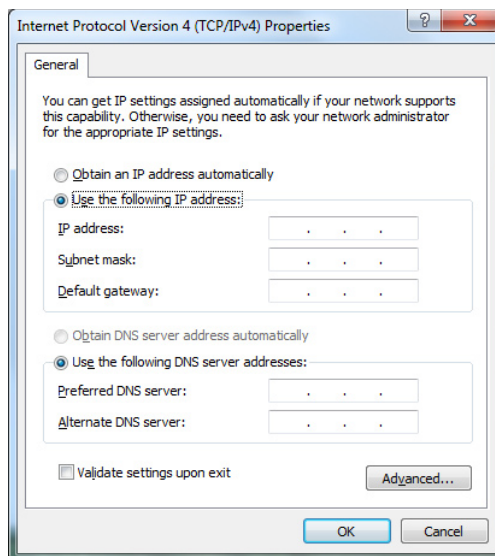 Internet Protocol Version 4 (TCP/IPv4) Properties
General
You can get IP settings assigned automatically if your network supports
this capability. Otherwise, you need to ask your network administrator
for the appropriate IP settings.
Obtain an IP address automatically
Use the following IP address:
IP address:
Subnet mask:
Default gateway:
Obtain DNS server address automatically
Use the following DNS server addresses:
Preferred DNS server:
Alternate DNS server:
Validate settings upon exit
Advanced...
OK Cancel